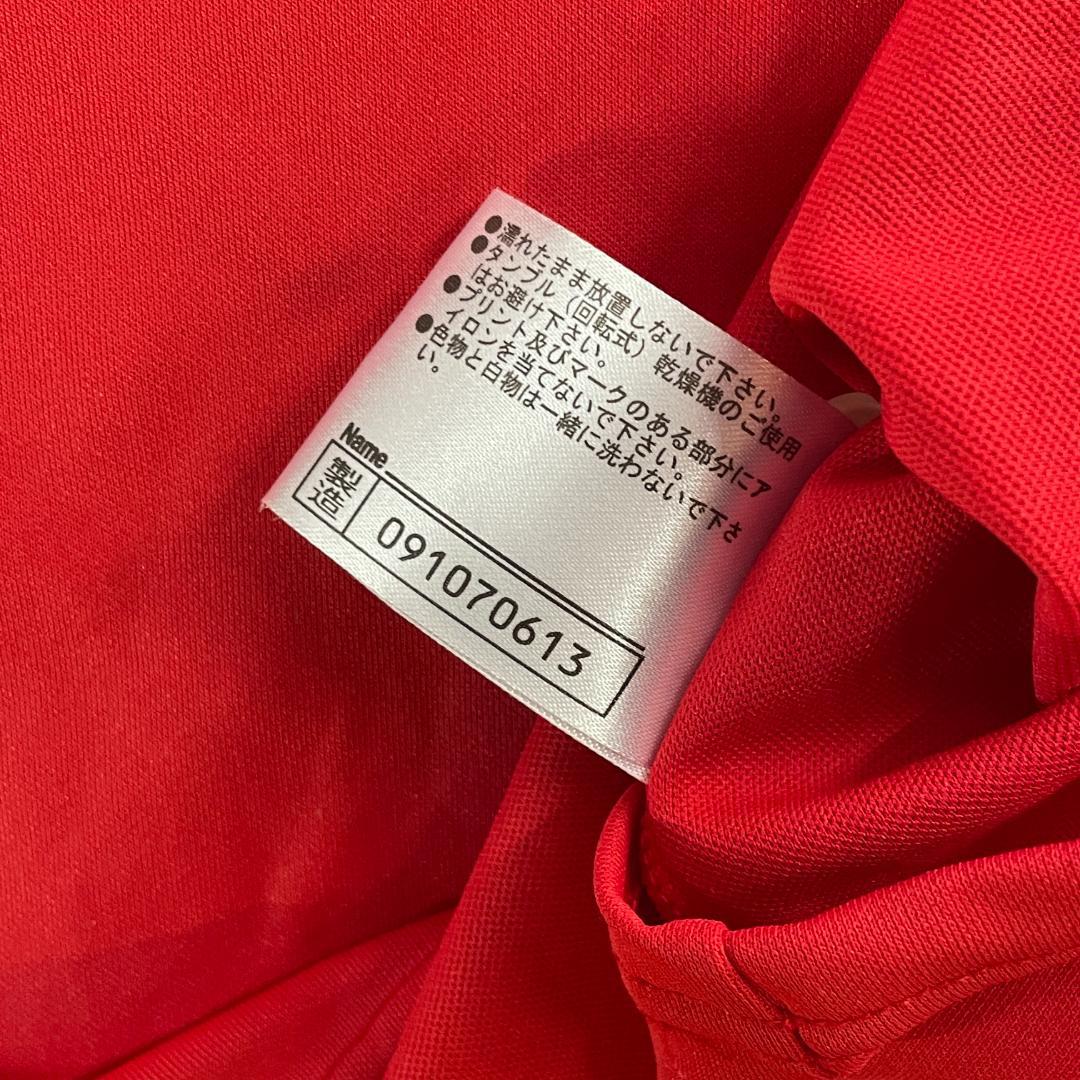 ●濡れたまま放置しないで下さい。
●タンブル(回転式)乾燥機のご使用
はお避け下さい。
●プリント及びマークのある部分にア
イロンを当てないで下さい。
●色物と白物は一緒に洗わないで下さ
い。
Name
製造 091070613